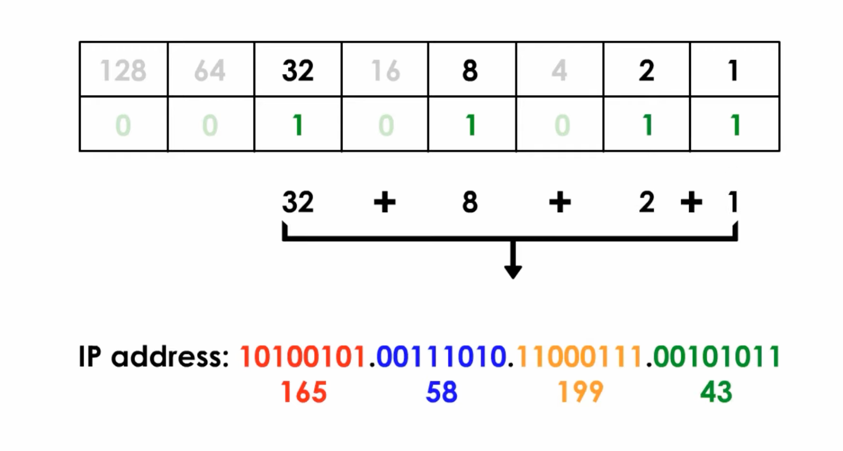 128 64 32 16 8 4 2 1
0 0 1 0 1 0 1 1
32 + 8 + 2 + 1
IP address: 10100101.00111010.11000111.00101011
165 58 199 43